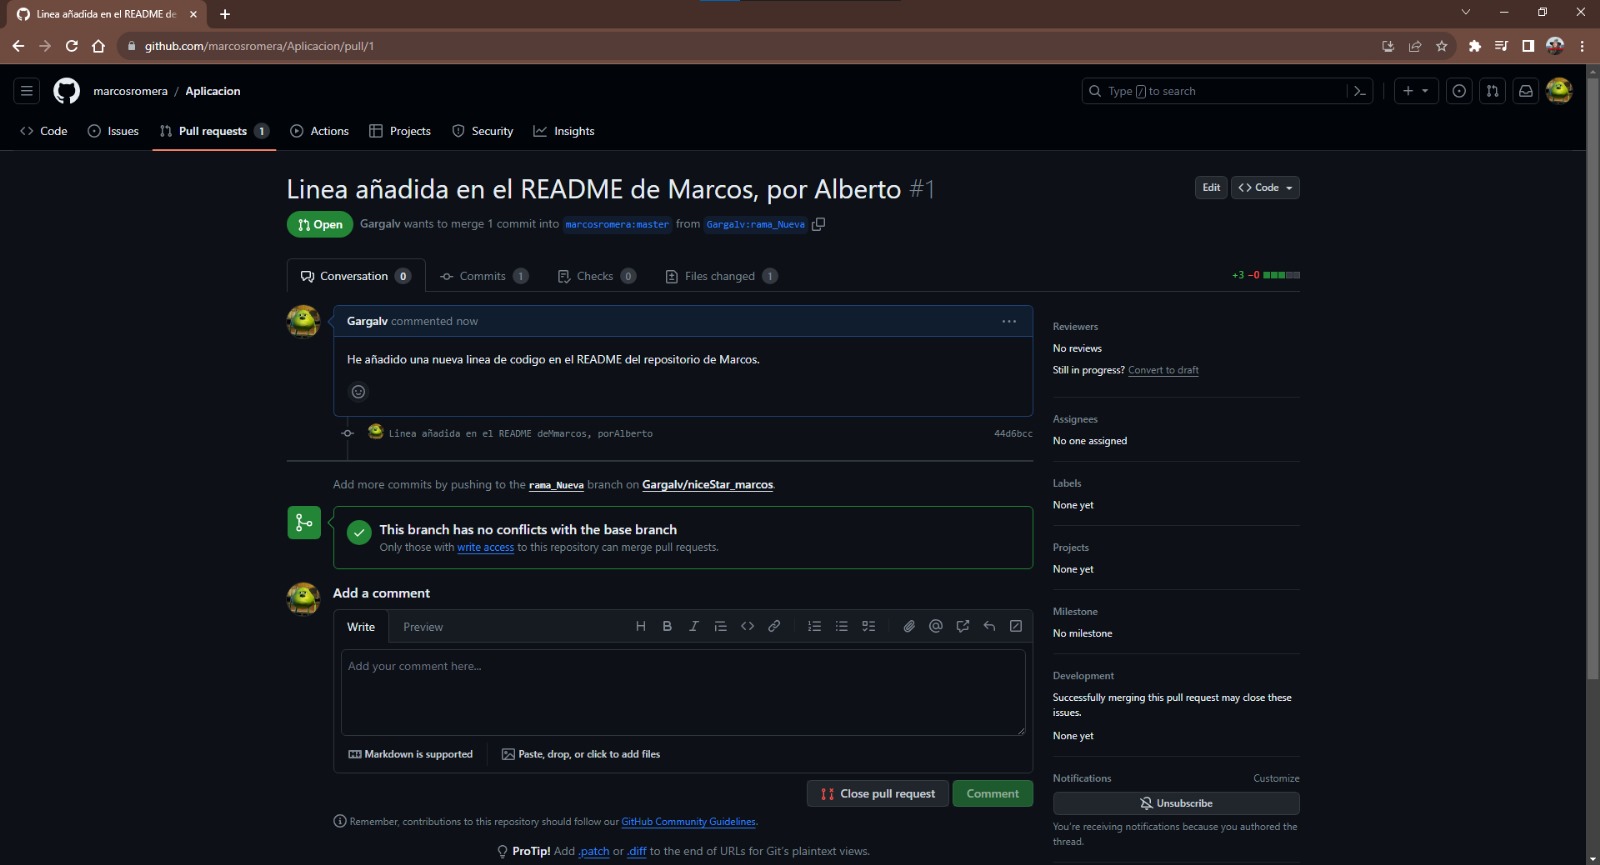 Linea añadida en el README de
github.com/marcosromera/Aplicacion/pull/1
marcosromera / Aplicacion
Type / to search
Code
Issues
Pull requests 1
Actions
Projects
Security
Insights
Linea añadida en el README de Marcos, por Alberto #1
Edit
<> Code
Open
Gargalv wants to merge 1 commit into marcosromera:master from Gargalv:rama_Nueva
Conversation 0
Commits 1
Checks 0
Files changed 1
+3 −0
Gargalv commented now
He añadido una nueva linea de codigo en el README del repositorio de Marcos.
Linea añadida en el README deMmarcos, porAlberto
44d6bcc
Add more commits by pushing to the rama_Nueva branch on Gargalv/niceStar_marcos.
This branch has no conflicts with the base branch
Only those with write access to this repository can merge pull requests.
Add a comment
Write
Preview
Add your comment here...
Markdown is supported
Paste, drop, or click to add files
Close pull request
Comment
Remember, contributions to this repository should follow our GitHub Community Guidelines.
ProTip! Add .patch or .diff to the end of URLs for Git's plaintext views.
Reviewers
No reviews
Still in progress? Convert to draft
Assignees
No one assigned
Labels
None yet
Projects
None yet
Milestone
No milestone
Development
Successfully merging this pull request may close these
issues.
None yet
Notifications
Customize
Unsubscribe
You're receiving notifications because you authored the
thread.